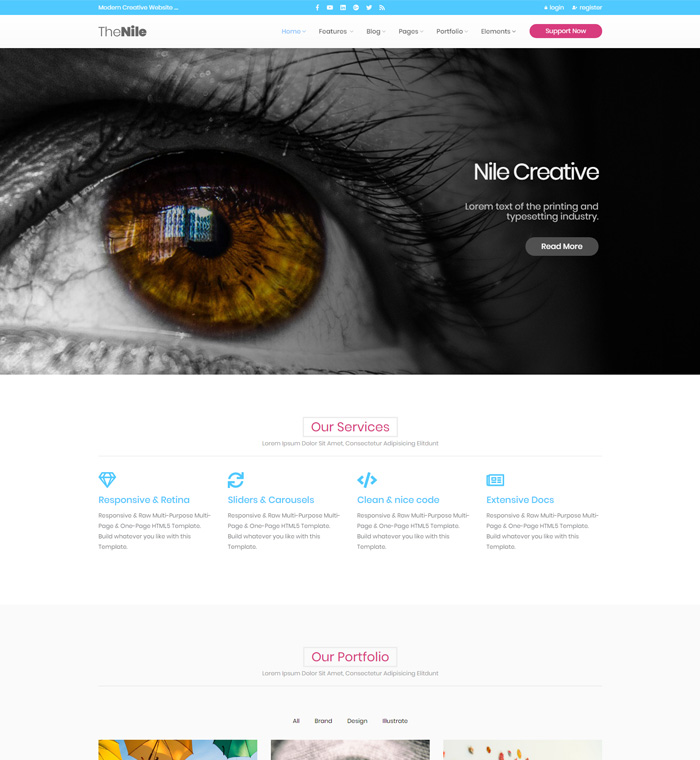 Modern Creative Website ...
login
register
TheNile
Home
Features
Blog
Pages
Portfolio
Elements
Support Now
Nile Creative
Lorem text of the printing and
typesetting industry.
Read More
Our Services
Lorem Ipsum Dolor Sit Amet, Consectetur Adipisicing Elitdunt
Responsive & Retina
Responsive & Raw Multi-Purpose Multi-
Page & One-Page HTML5 Template.
Build whatever you like with this
Template.
Sliders & Carousels
Responsive & Raw Multi-Purpose Multi-
Page & One-Page HTML5 Template.
Build whatever you like with this
Template.
Clean & nice code
Responsive & Raw Multi-Purpose Multi-
Page & One-Page HTML5 Template.
Build whatever you like with this
Template.
Extensive Docs
Responsive & Raw Multi-Purpose Multi-
Page & One-Page HTML5 Template.
Build whatever you like with this
Template.
Our Portfolio
Lorem Ipsum Dolor Sit Amet, Consectetur Adipisicing Elitdunt
All
Brand
Design
Illustrate